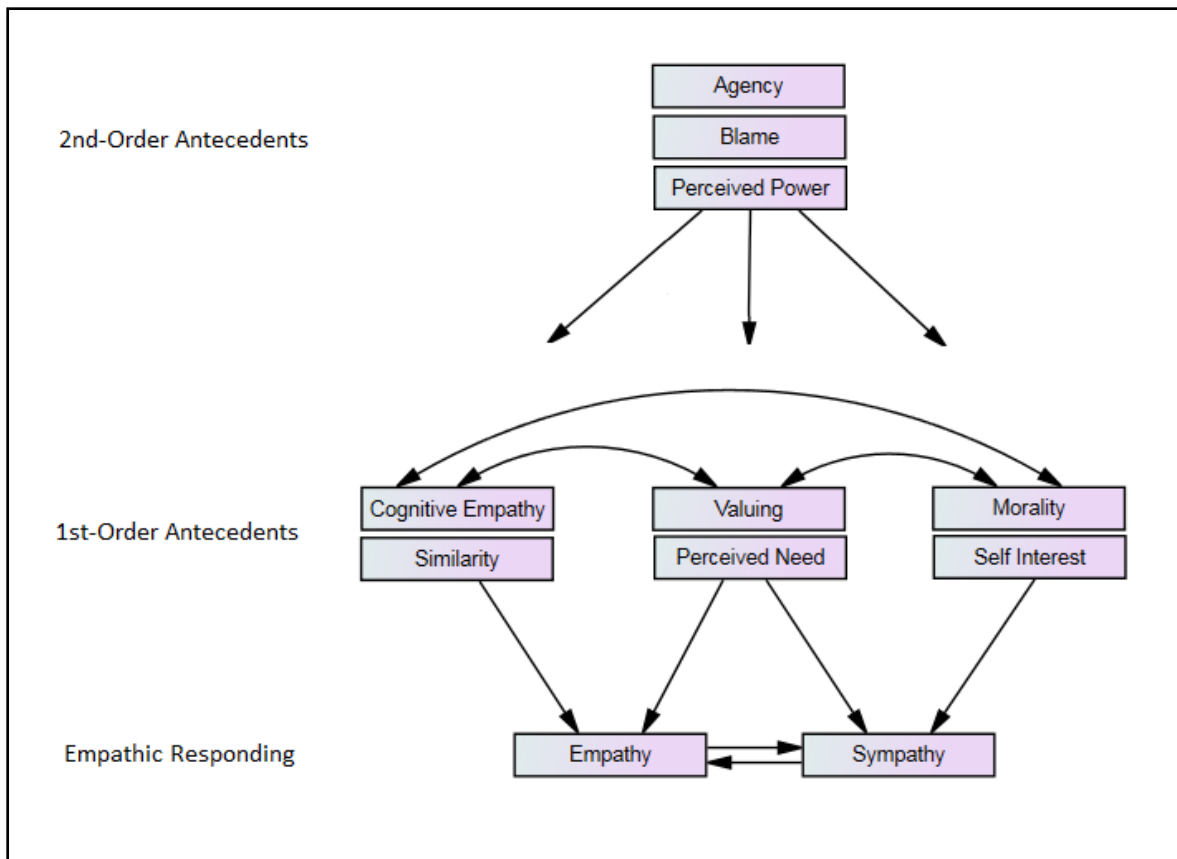 Agency
2nd-Order Antecedents
Blame
Perceived Power
Cognitive Empathy
Valuing
Morality
1st-Order Antecedents
Similarity
Perceived Need
Self Interest
Empathic Responding
Empathy
Sympathy